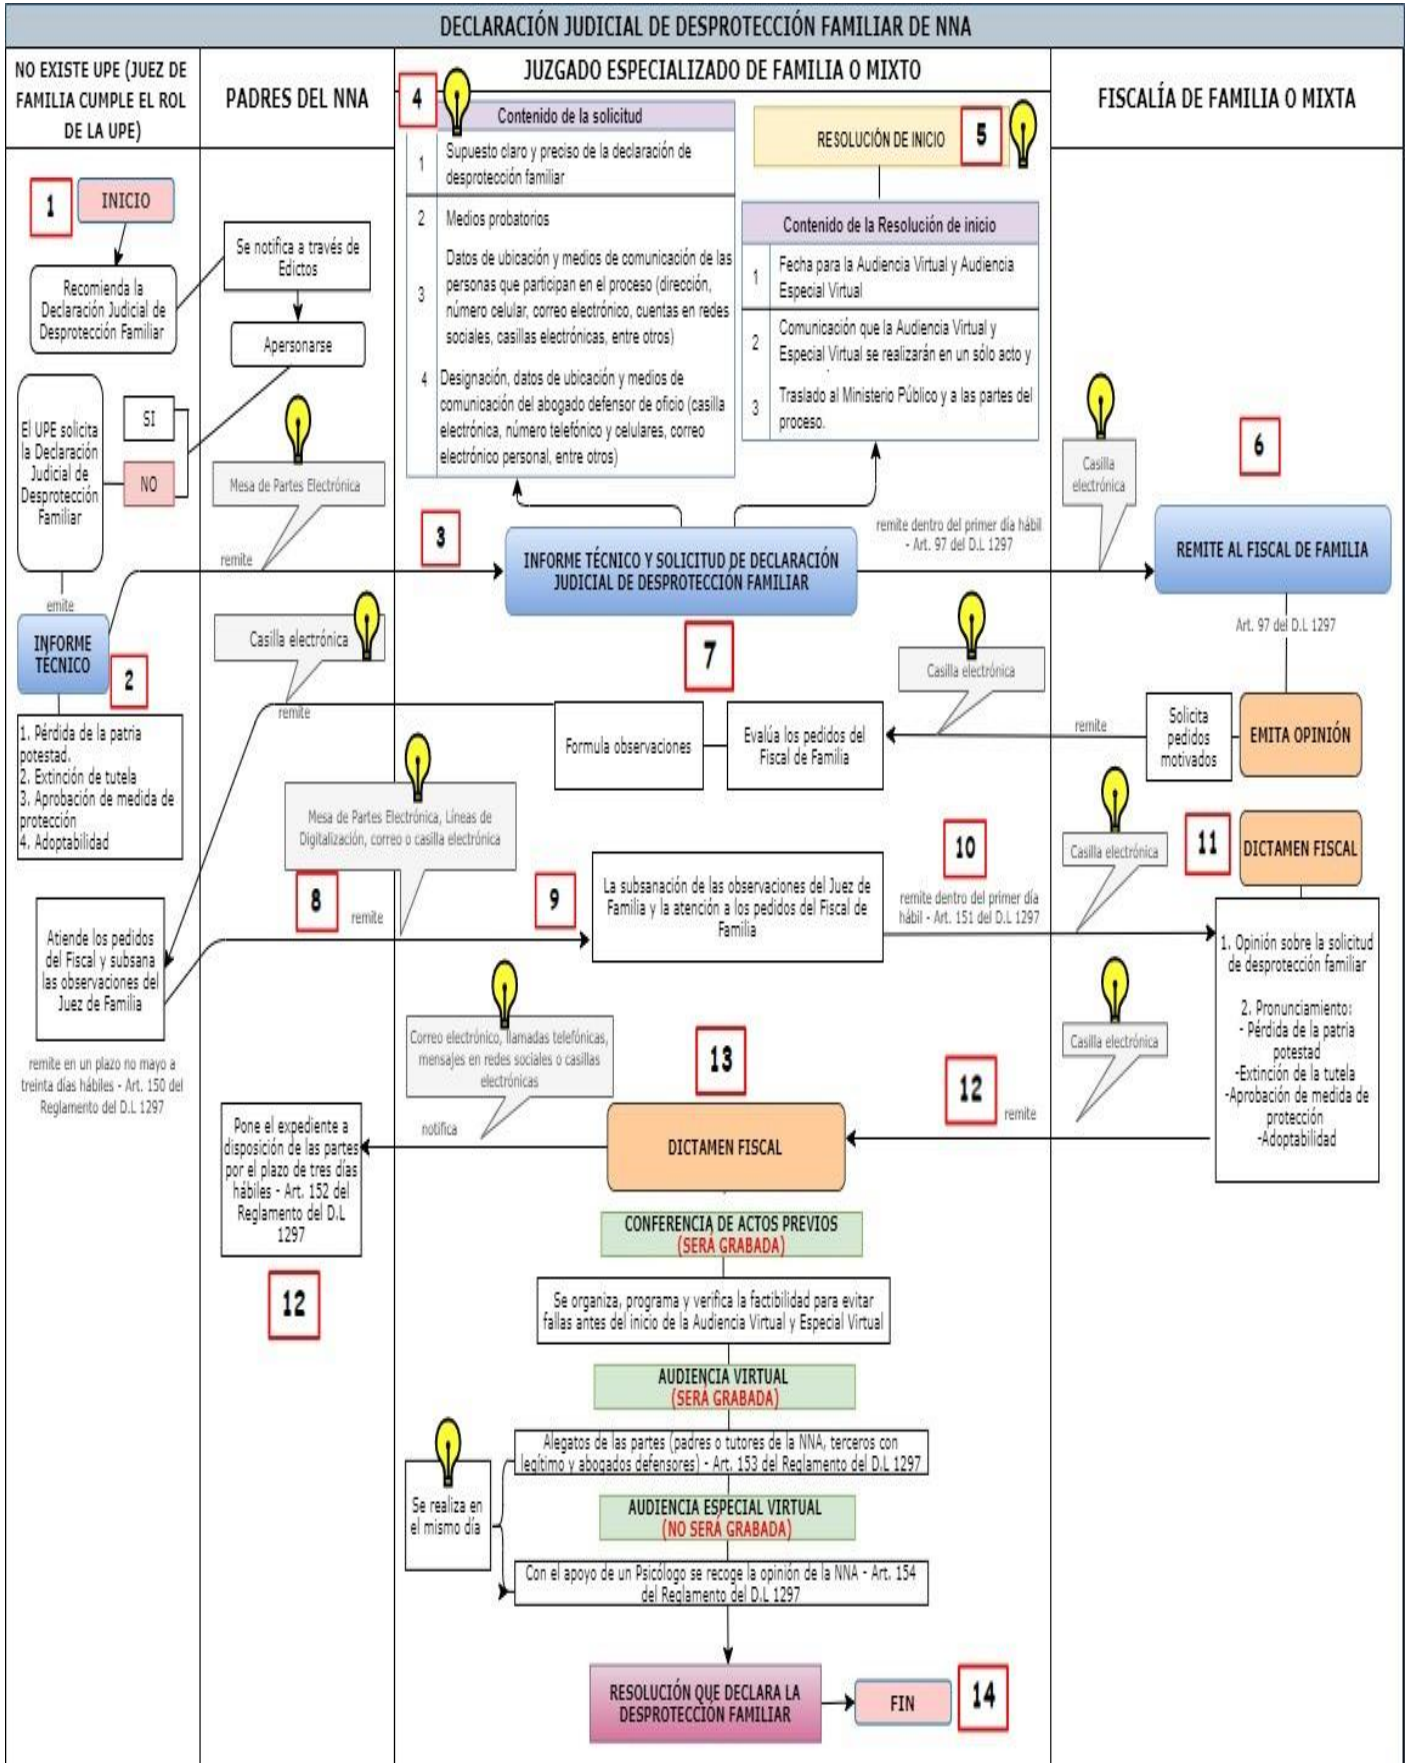 DECLARACIÓN JUDICIAL DE DESPROTECCIÓN FAMILIAR DE NNA
NO EXISTE UPE (JUEZ DE
FAMILIA CUMPLE EL ROL
DE LA UPE)
PADRES DEL NNA
JUZGADO ESPECIALIZADO DE FAMILIA O MIXTO
FISCALÍA DE FAMILIA O MIXTA
1
INICIO
Recomienda la
Declaración Judicial de
Desprotección Familiar
Se notifica a través de
Edictos
Apersonarse
SI
NO
El UPE solicita
la Declaración
Judicial de
Desprotección
Familiar
emite
INFORME
TÉCNICO
2
1. Pérdida de la patria
potestad.
2. Extinción de tutela
3. Aprobación de medida de
protección
4. Adoptabilidad
Mesa de Partes Electrónica
remite
3
INFORME TÉCNICO Y SOLICITUD DE DECLARACIÓN
JUDICIAL DE DESPROTECCIÓN FAMILIAR
4
Contenido de la solicitud
1 Supuesto claro y preciso de la declaración de
desprotección familiar
2 Medios probatorios
3 Datos de ubicación y medios de comunicación de las
personas que participan en el proceso (dirección,
número celular, correo electrónico, cuentas en redes
sociales, casillas electrónicas, entre otros)
4 Designación, datos de ubicación y medios de
comunicación del abogado defensor de oficio (casilla
electrónica, número telefónico y celulares, correo
electrónico personal, entre otros)
RESOLUCIÓN DE INICIO
5
Contenido de la Resolución de inicio
1 Fecha para la Audiencia Virtual y Audiencia
Especial Virtual
2 Comunicación que la Audiencia Virtual y
Especial Virtual se realizarán en un sólo acto y
.
3 Traslado al Ministerio Público y a las partes del
proceso.
remite dentro del primer día hábil
- Art. 97 del D.L 1297
Casilla
electrónica
6
REMITE AL FISCAL DE FAMILIA
Art. 97 del D.L 1297
EMITA OPINIÓN
Solicita
pedidos
motivados
remite
Casilla electrónica
7
Evalúa los pedidos del
Fiscal de Familia
Formula observaciones
Casilla electrónica
remite
Atiende los pedidos
del Fiscal y subsana
las observaciones del
Juez de Familia
remite en un plazo no mayo a
treinta días hábiles - Art. 150 del
Reglamento del D.L 1297
Mesa de Partes Electrónica, Líneas de
Digitalización, correo o casilla electrónica
8
remite
9
La subsanación de las observaciones del Juez de
Familia y la atención a los pedidos del Fiscal de
Familia
10
remite dentro del primer día
hábil - Art. 151 del D.L 1297
Casilla electrónica
11
DICTAMEN FISCAL
1. Opinión sobre la solicitud
de desprotección familiar
2. Pronunciamiento:
- Pérdida de la patria
potestad
-Extinción de la tutela
-Aprobación de medida de
protección
-Adoptabilidad
Casilla electrónica
12
remite
13
DICTAMEN FISCAL
Correo electrónico, llamadas telefónicas,
mensajes en redes sociales o casillas
electrónicas
notifica
Pone el expediente a
disposición de las partes
por el plazo de tres días
hábiles - Art. 152 del
Reglamento del D.L
1297
12
CONFERENCIA DE ACTOS PREVIOS
(SERÁ GRABADA)
Se organiza, programa y verifica la factibilidad para evitar
fallas antes del inicio de la Audiencia Virtual y Especial Virtual
AUDIENCIA VIRTUAL
(SERÁ GRABADA)
Alegatos de las partes (padres o tutores de la NNA, terceros con
legítimo y abogados defensores) - Art. 153 del Reglamento del D.L 1297
Se realiza en
el mismo día
AUDIENCIA ESPECIAL VIRTUAL
(NO SERÁ GRABADA)
Con el apoyo de un Psicólogo se recoge la opinión de la NNA - Art. 154
del Reglamento del D.L 1297
RESOLUCIÓN QUE DECLARA LA
DESPROTECCIÓN FAMILIAR
FIN
14